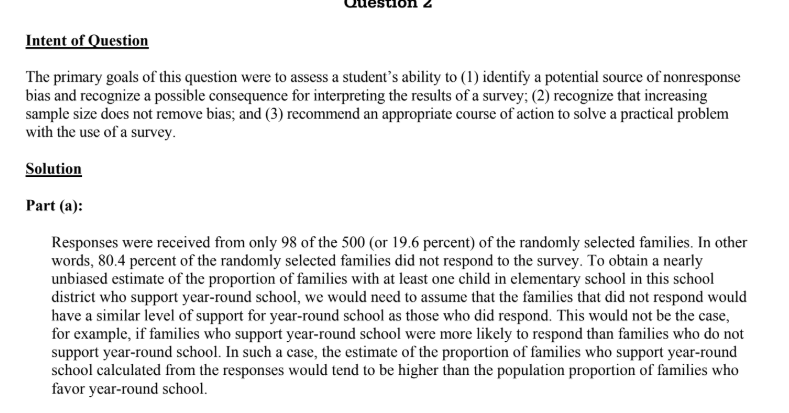 Question 2
Intent of Question
The primary goals of this question were to assess a student's ability to (1) identify a potential source of nonresponse
bias and recognize a possible consequence for interpreting the results of a survey; (2) recognize that increasing
sample size does not remove bias; and (3) recommend an appropriate course of action to solve a practical problem
with the use of a survey.
Solution
Part (a):
Responses were received from only 98 of the 500 (or 19.6 percent) of the randomly selected families. In other
words, 80.4 percent of the randomly selected families did not respond to the survey. To obtain a nearly
unbiased estimate of the proportion of families with at least one child in elementary school in this school
district who support year-round school, we would need to assume that the families that did not respond would
have a similar level of support for year-round school as those who did respond. This would not be the case,
for example, if families who support year-round school were more likely to respond than families who do not
support year-round school. In such a case, the estimate of the proportion of families who support year-round
school calculated from the responses would tend to be higher than the population proportion of families who
favor year-round school.